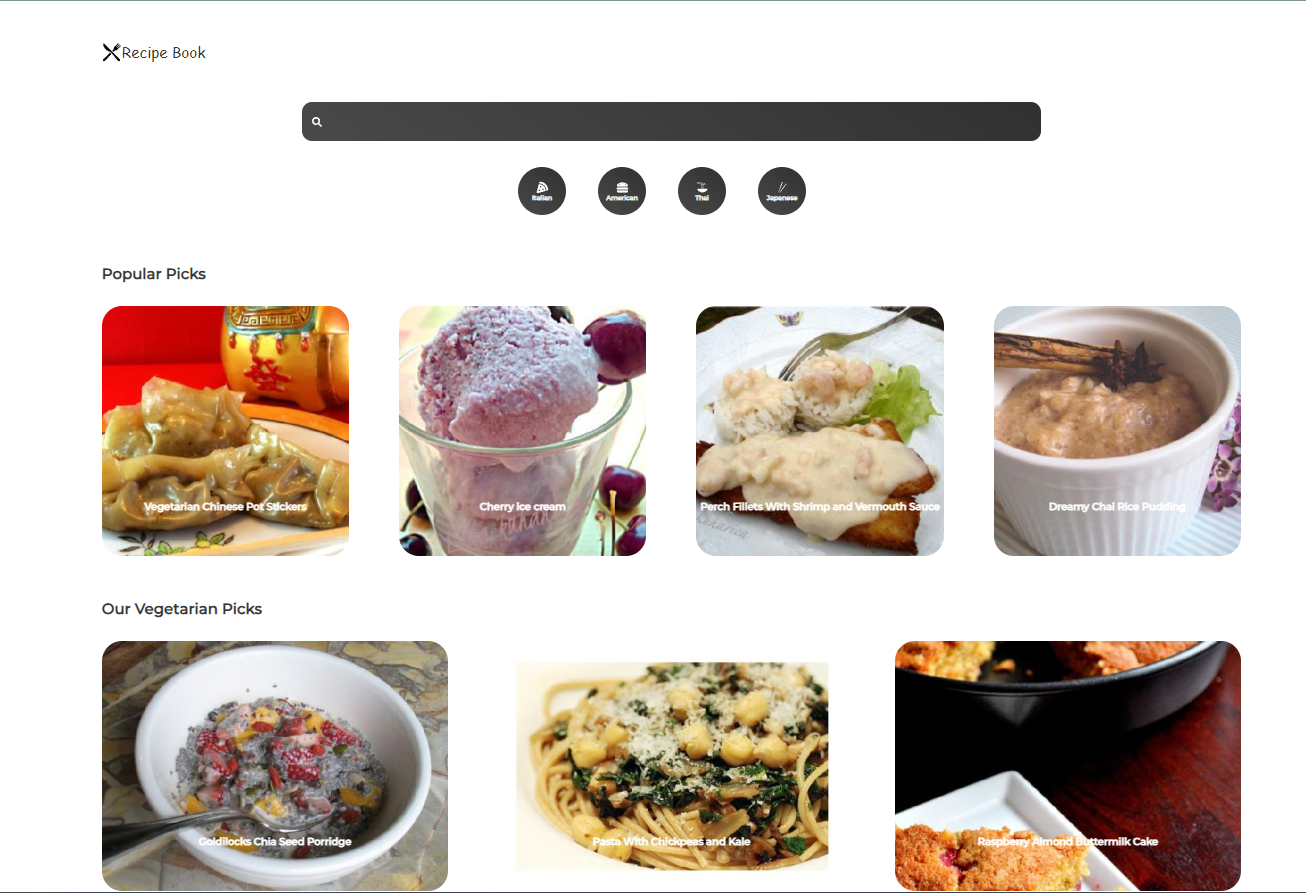 Recipe Book
Italian
American
Thai
Japanese
Popular Picks
發
Vegetarian Chinese Pot Stickers
Cherry ice cream
Perch Fillets With Shrimp and Vermouth Sauce
Dreamy Chai Rice Pudding
Our Vegetarian Picks
Goldilocks Chia Seed Porridge
Pasta With Chickpeas and Kale
Raspberry Almond Buttermilk Cake